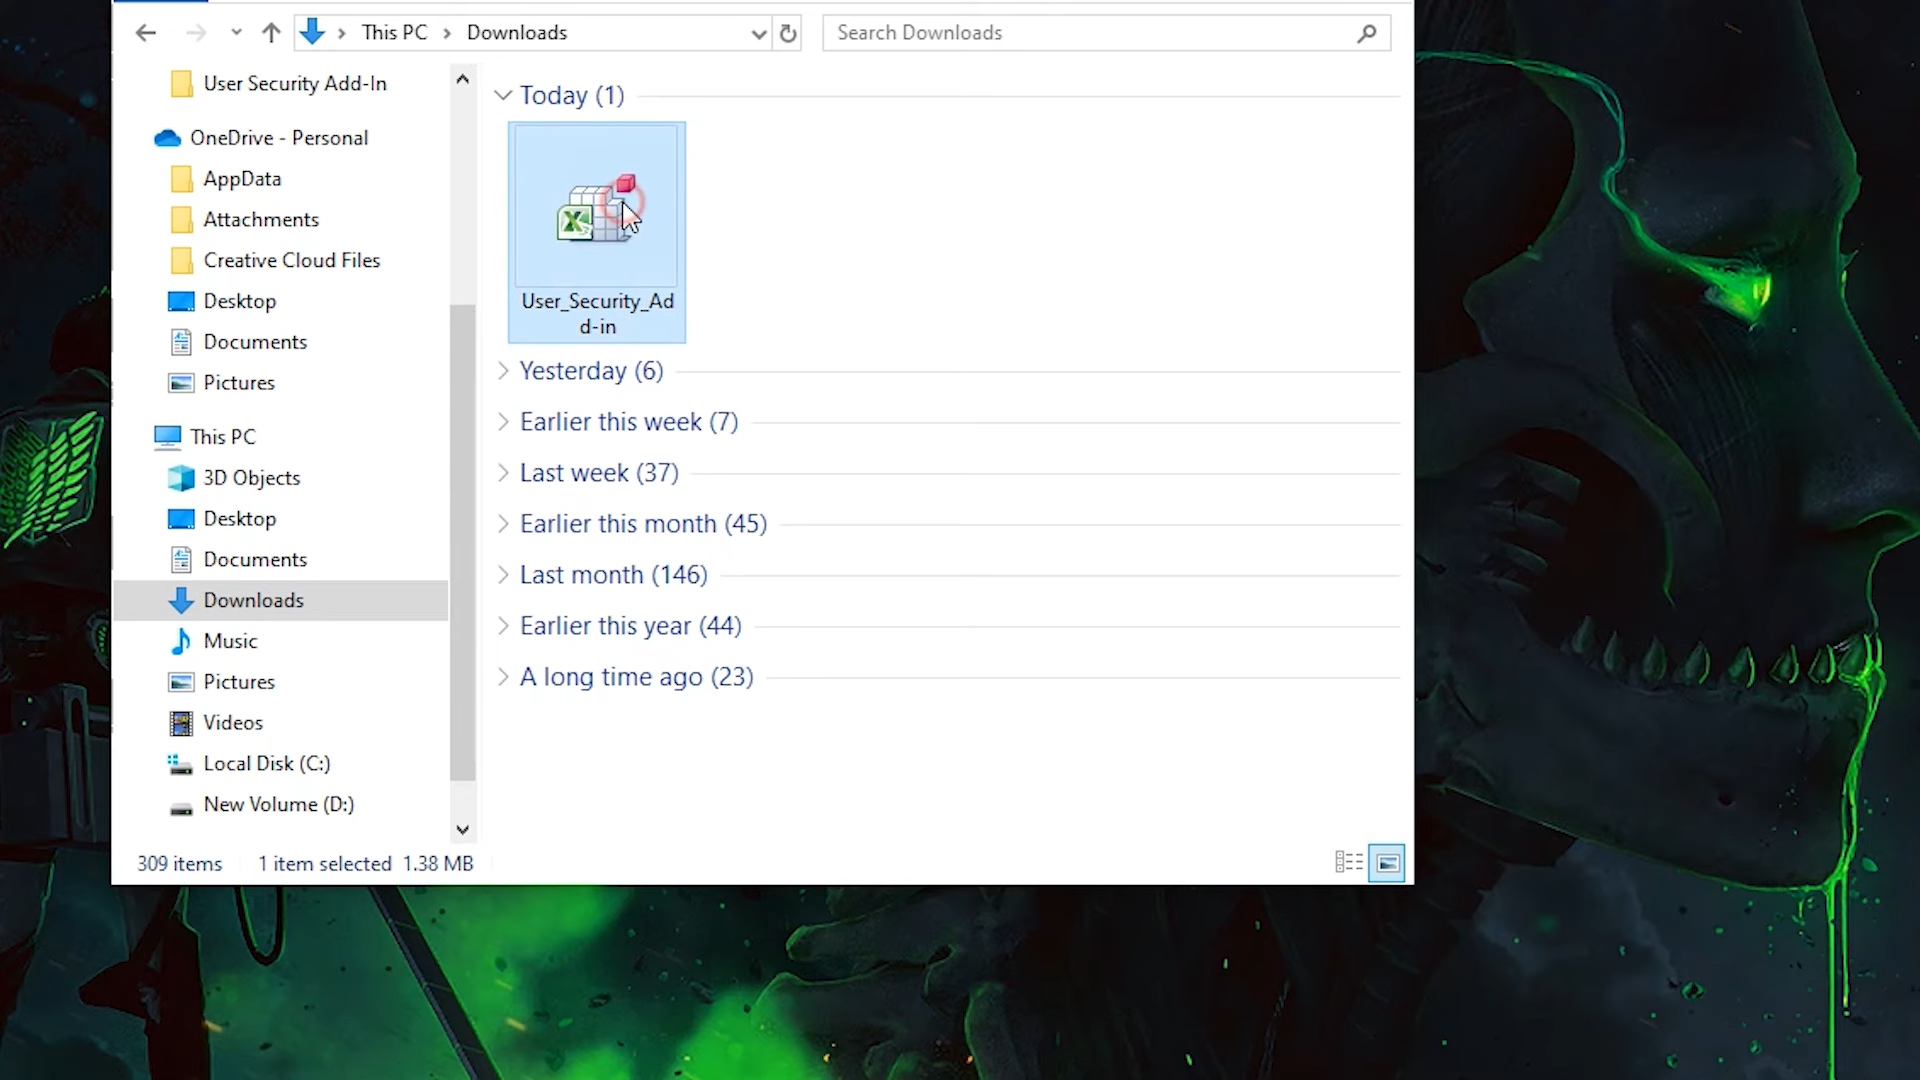 This PC
Downloads
Search Downloads
User Security Add-In
OneDrive - Personal
AppData
Attachments
Creative Cloud Files
Desktop
Documents
Pictures
This PC
3D Objects
Desktop
Documents
Downloads
Music
Pictures
Videos
Local Disk (C:)
New Volume (D:)
Today (1)
User_Security_Ad
d-in
Yesterday (6)
Earlier this week (7)
Last week (37)
Earlier this month (45)
Last month (146)
Earlier this year (44)
A long time ago (23)
309 items
1 item selected 1.38 MB